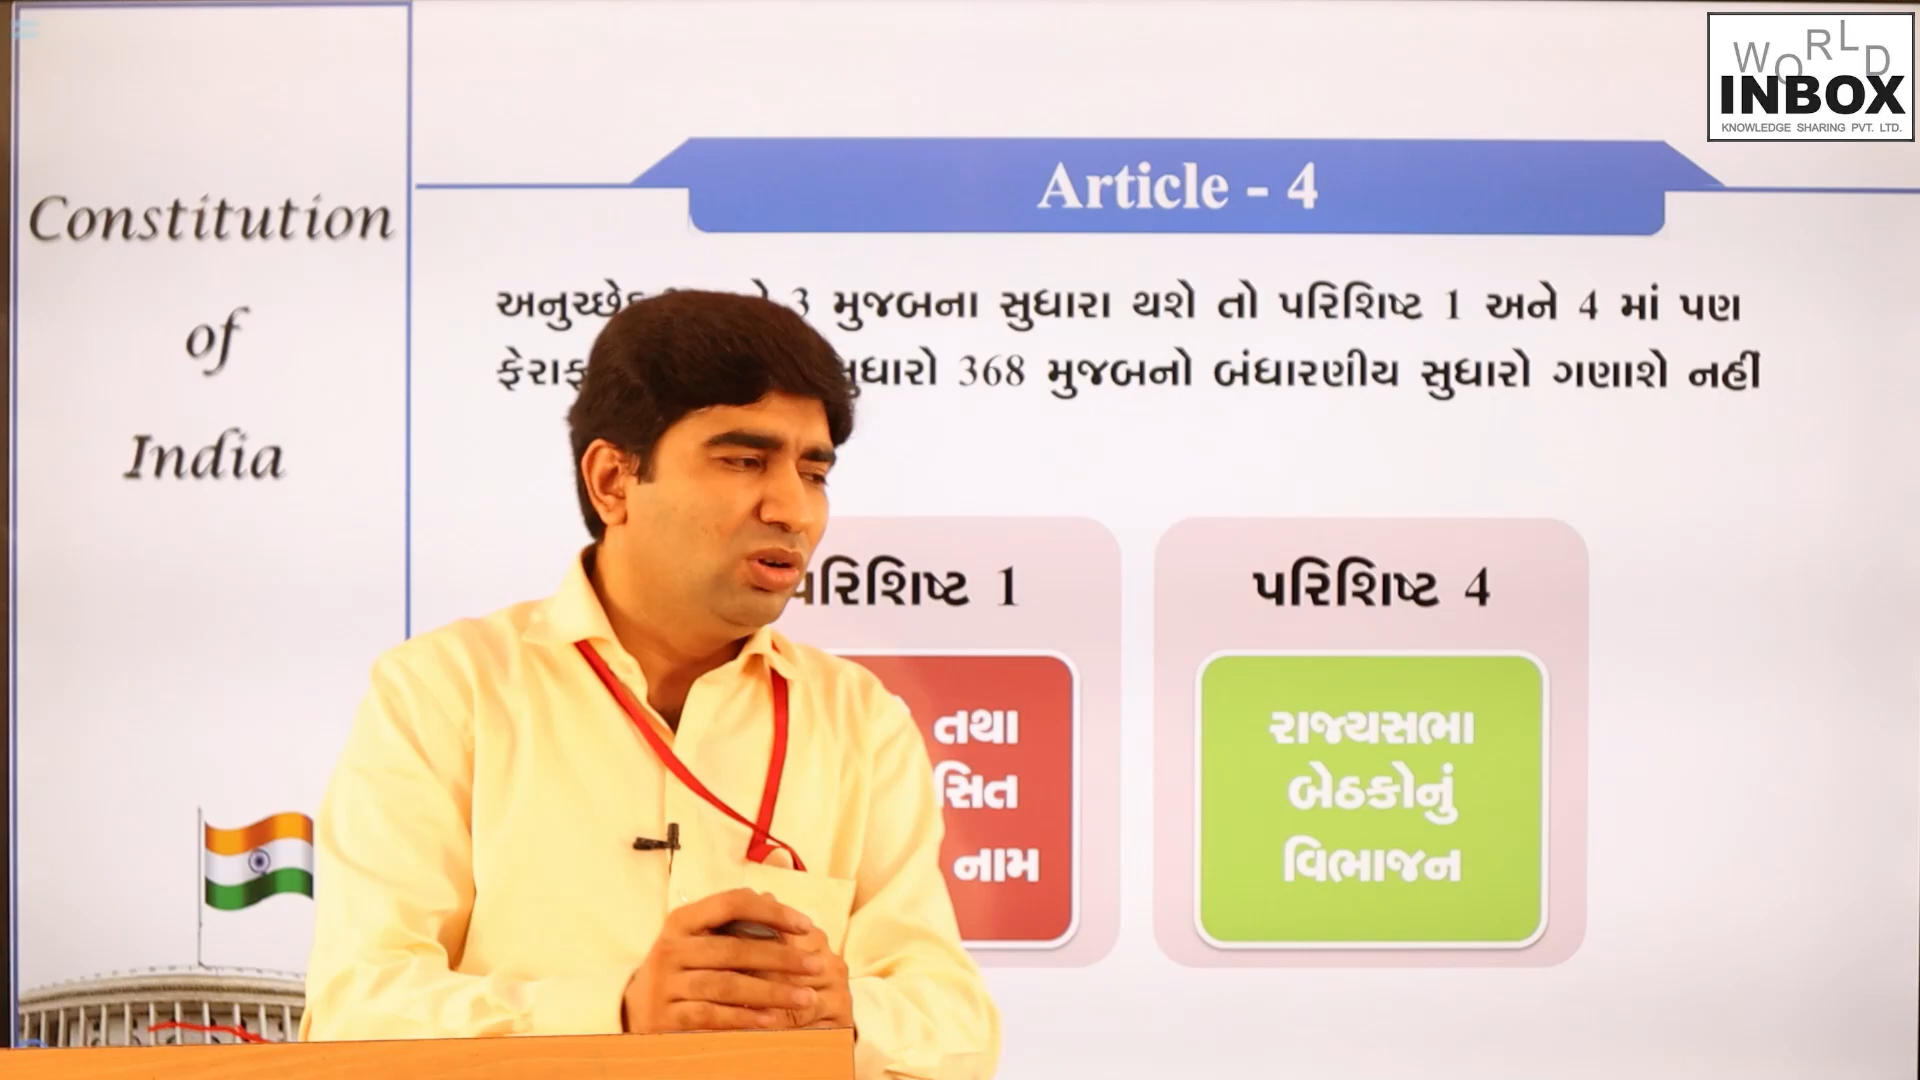 WORLD
INBOX
KNOWLEDGE SHARING PVT. LTD.
Constitution
of
India
Article - 4
3 મુજબના સુધારા થશે તો પરિશિષ્ટ 1 અને 4 માં પણ
368 મુજબનો બંધારણીય સુધારો ગણાશે નહીં
પરિશિષ્ટ 1
તથા
નામ
પરિશિષ્ટ 4
રાજ્યસભા
બેઠકોનું
વિભાજન